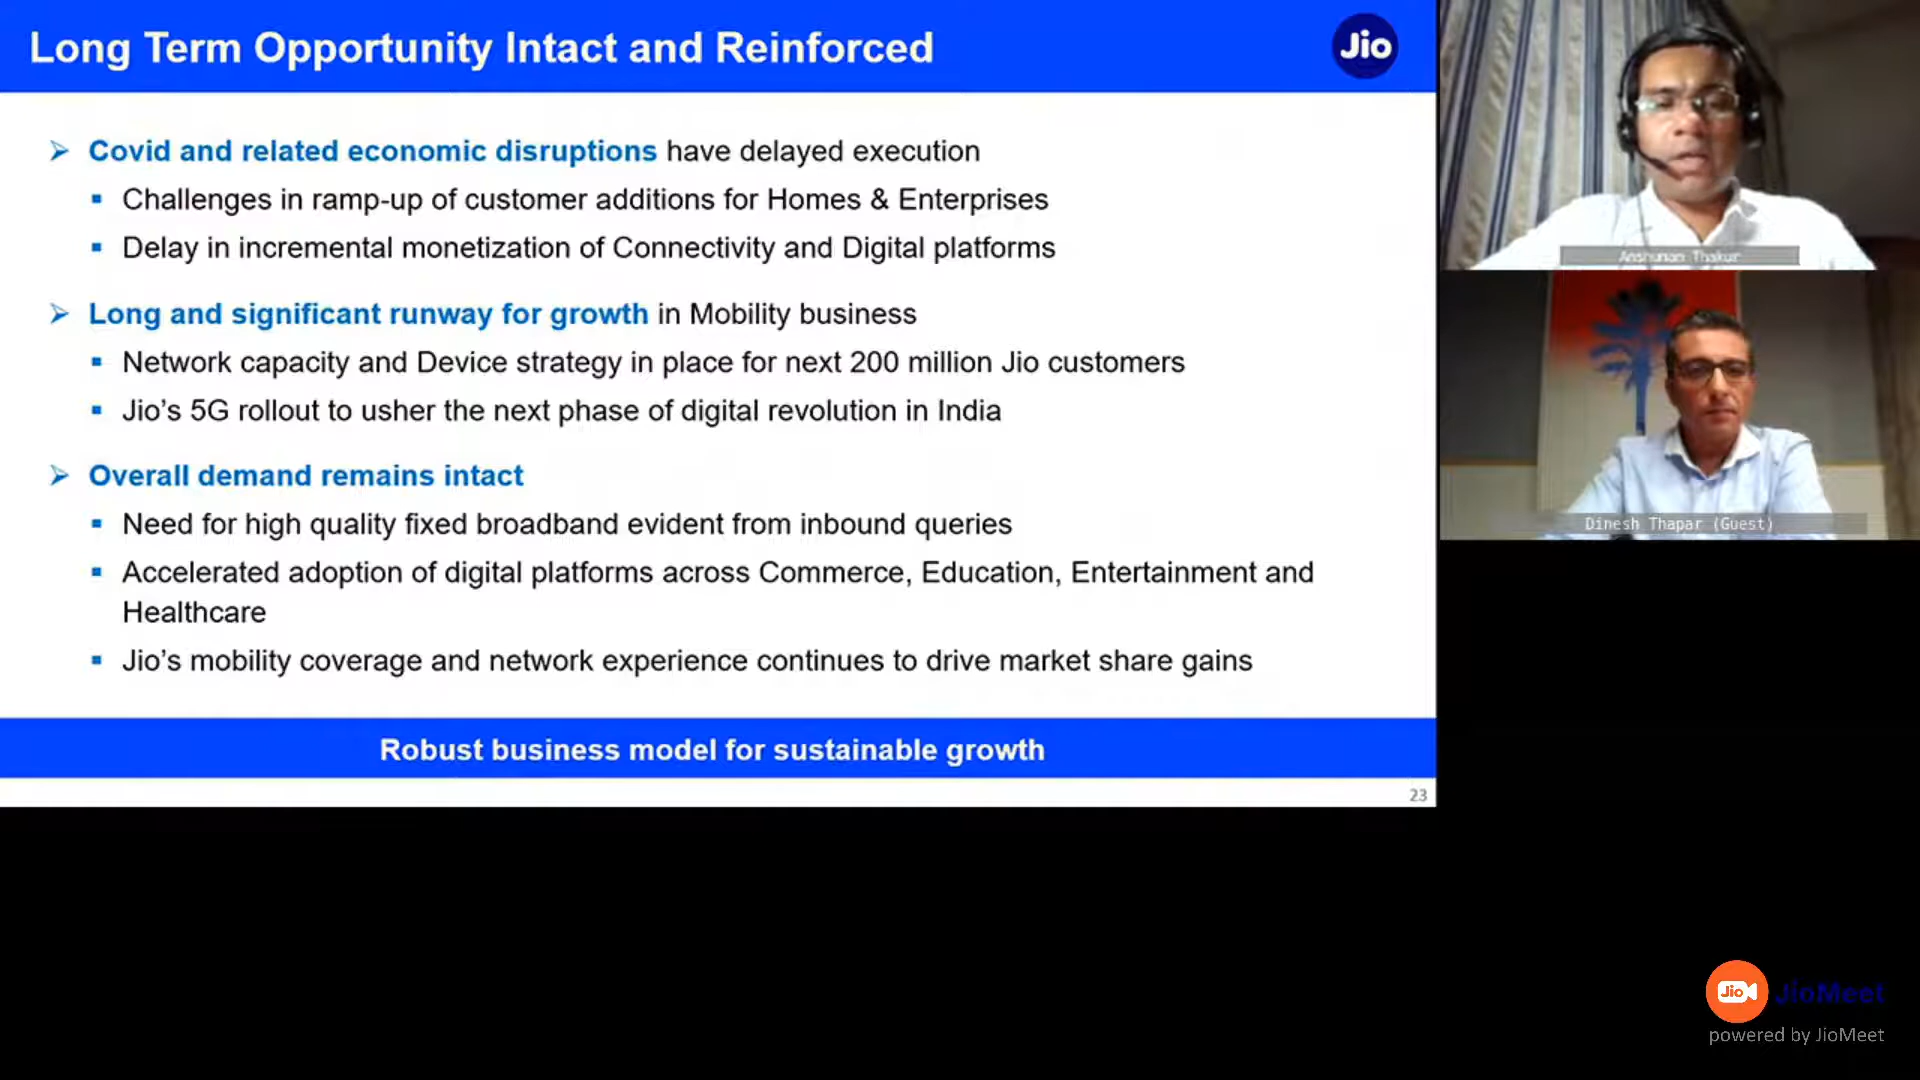 Long Term Opportunity Intact and Reinforced
Jio
Covid and related economic disruptions have delayed execution
Challenges in ramp-up of customer additions for Homes & Enterprises
Delay in incremental monetization of Connectivity and Digital platforms
Long and significant runway for growth in Mobility business
Network capacity and Device strategy in place for next 200 million Jio customers
Jio's 5G rollout to usher the next phase of digital revolution in India
Overall demand remains intact
Need for high quality fixed broadband evident from inbound queries
Accelerated adoption of digital platforms across Commerce, Education, Entertainment and
Healthcare
Jio's mobility coverage and network experience continues to drive market share gains
Robust business model for sustainable growth
23
Anshuman Thakur
Dinesh Thapar (Guest)
Jio
JioMeet
powered by JioMeet